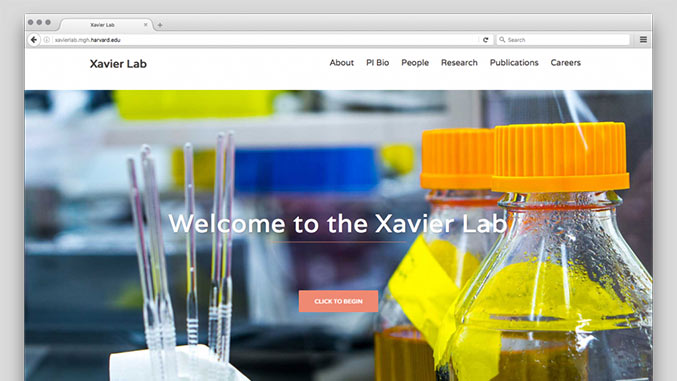 Xavier Lab
xavierlab.mgh.harvard.edu
Search
Xavier Lab
About PI Bio People Research Publications Careers
Welcome to the Xavier Lab
CLICK TO BEGIN